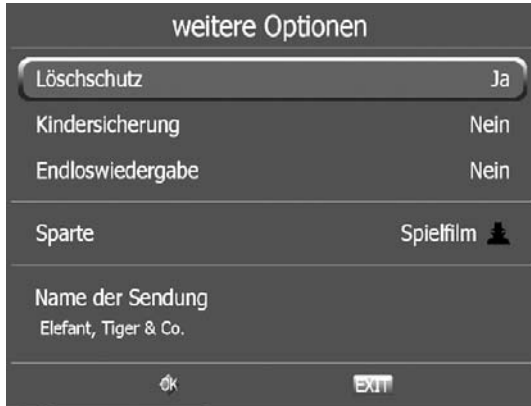 weitere Optionen
Löschschutz Ja
Kindersicherung Nein
Endloswiedergabe Nein
Sparte Spielfilm
Name der Sendung
Elefant, Tiger & Co.
OK EXIT